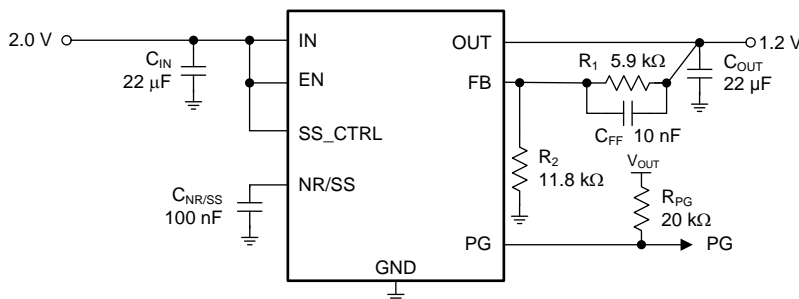 2.0 V
C_IN
22 µF
IN
EN
SS_CTRL
NR/SS
C_NR/SS
100 nF
GND
OUT
FB
PG
R_1 5.9 kΩ
C_FF 10 nF
1.2 V
C_OUT
22 µF
R_2
11.8 kΩ
V_OUT
R_PG
20 kΩ
PG